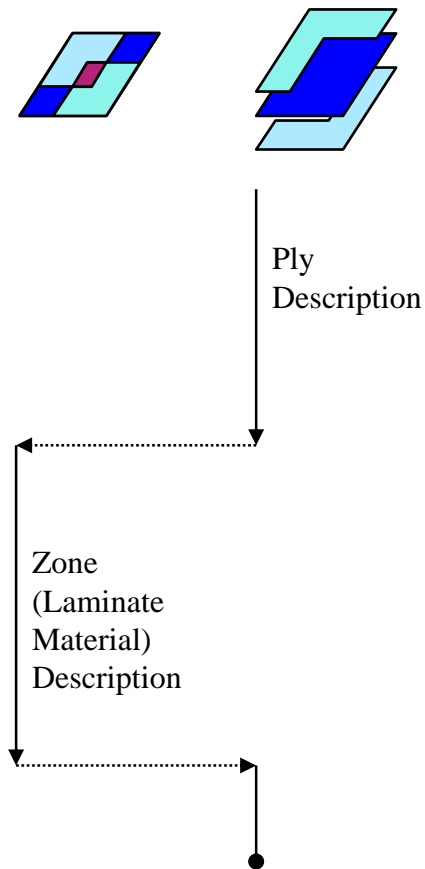 Ply
Description
Zone
(Laminate
Material)
Description